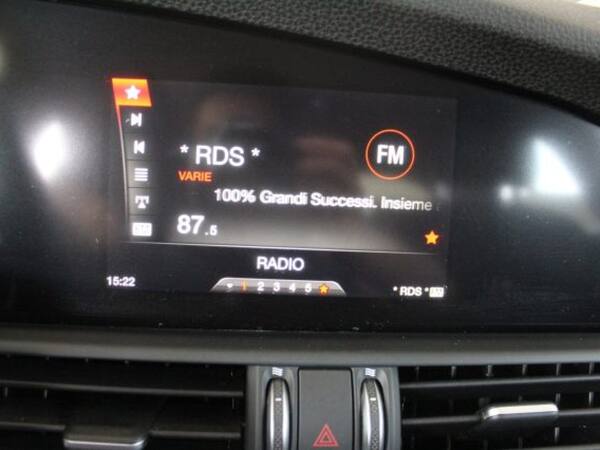 * RDS *
FM
VARIE
100% Grandi Successi. Insieme
87.5
RADIO
15:22
1 2 3 4 5
* RDS *